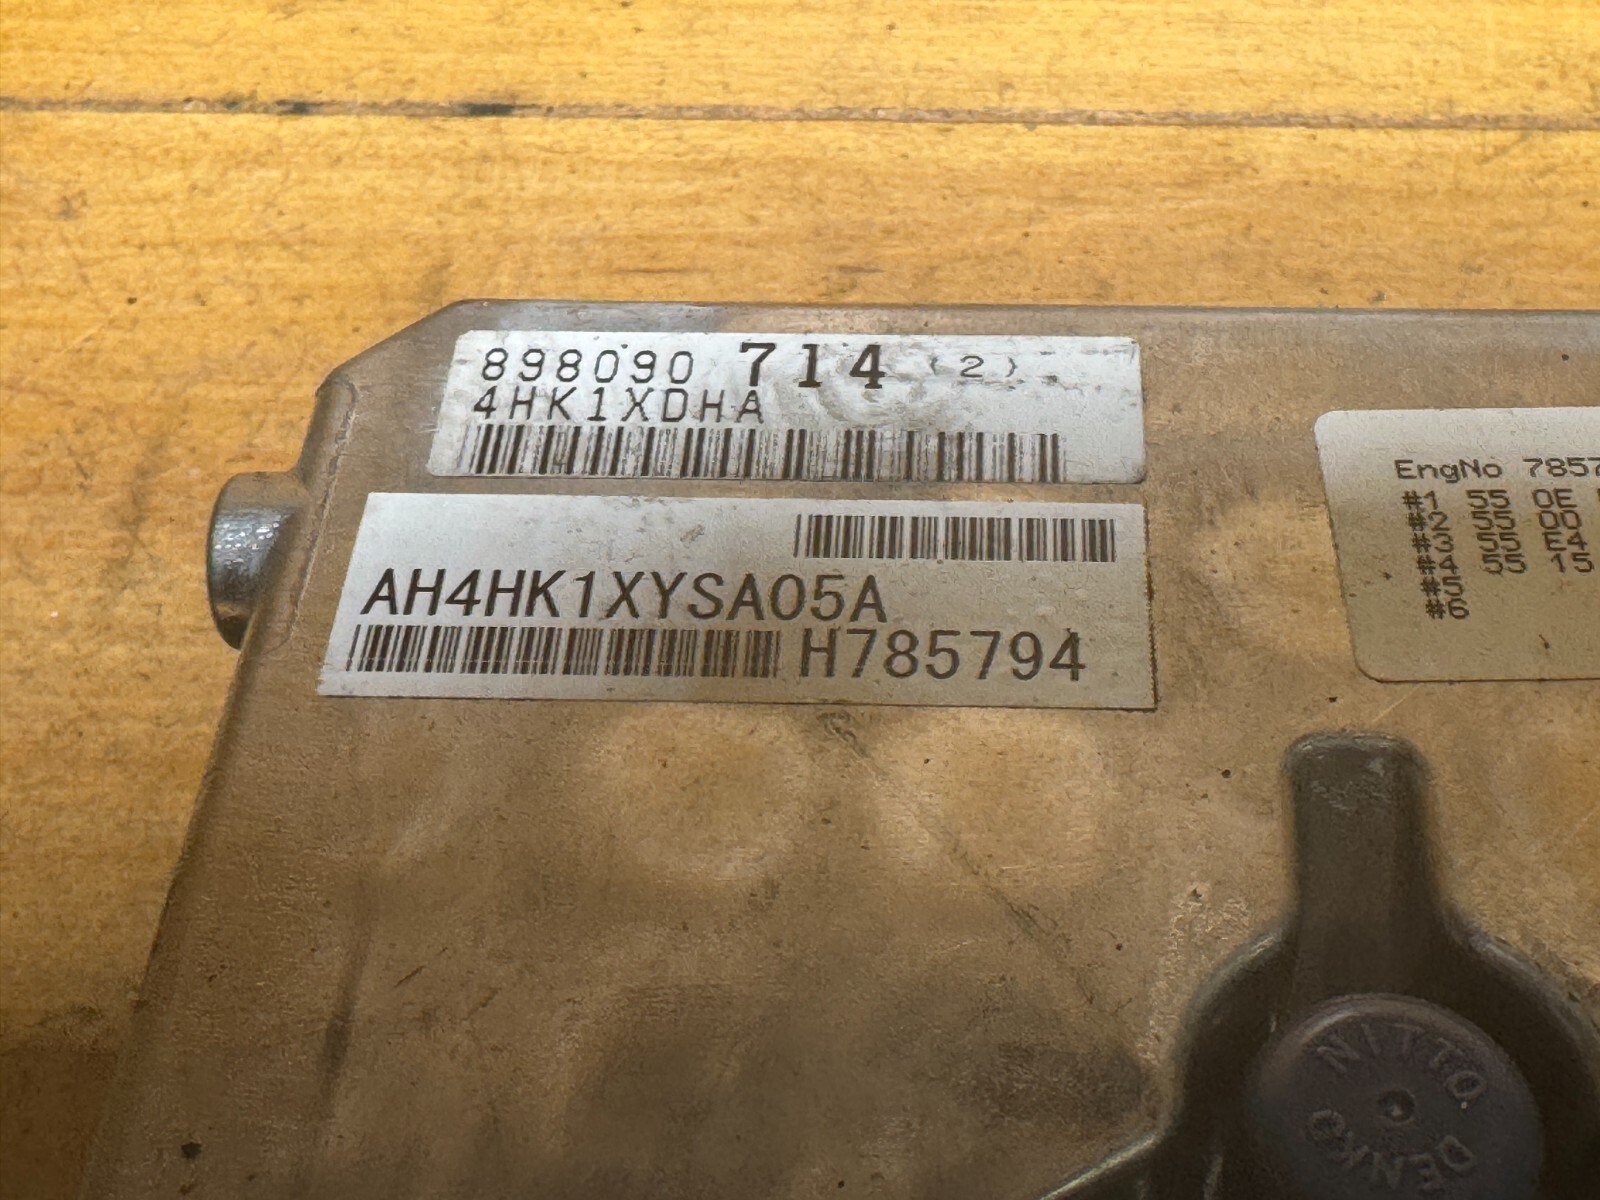 898090 714 (2)
4HK1XDHA
AH4HK1XYSA05A
H785794
EngNo 7857
#1 55 0E
#2 55 00
#3 55 E4
#4 55 15
#5
#6
NITTO
DENKO